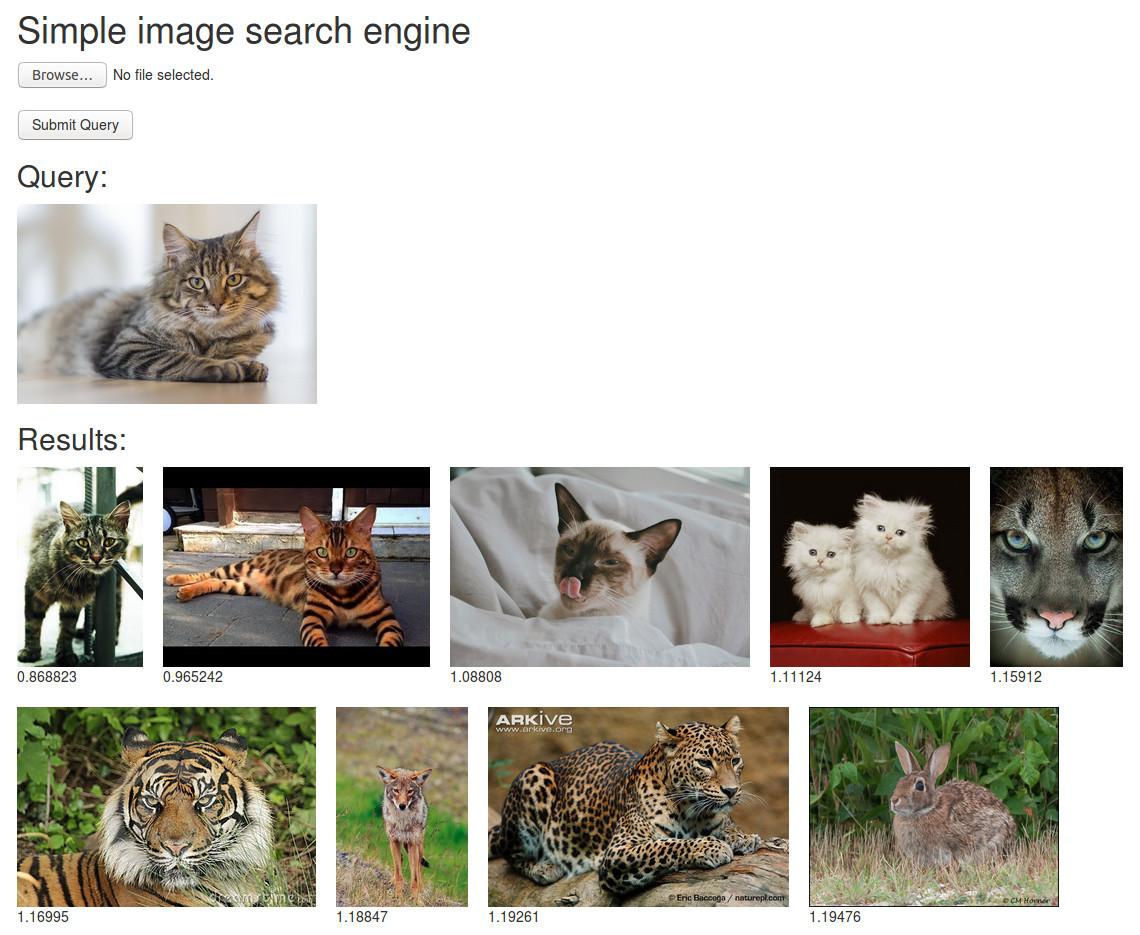 Simple image search engine
Browse... No file selected.
Submit Query
Query:
Results:
0.868823
0.965242
1.08808
1.11124
1.15912
ARKive
www.arkive.org
dreamstime
© Eric Baccega / naturepl.com
© CM Horner
1.16995
1.18847
1.19261
1.19476